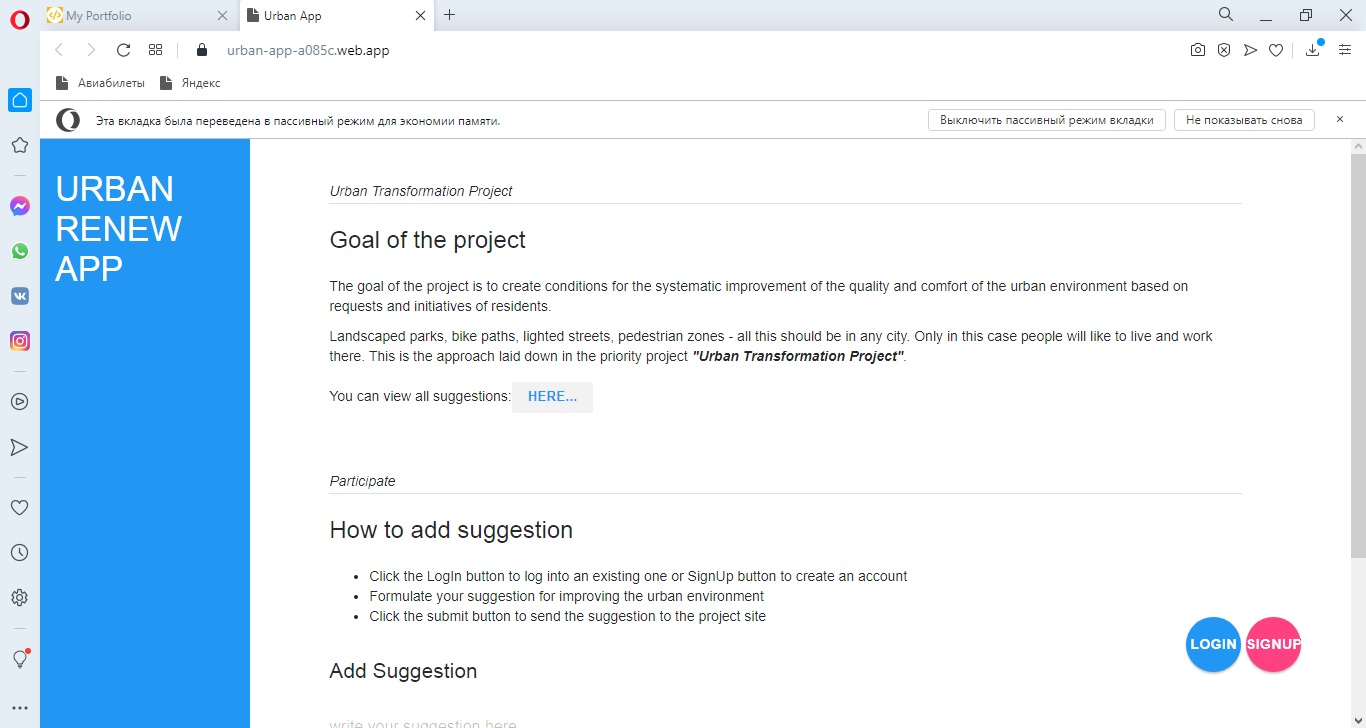 My Portfolio
Urban App
urban-app-a085c.web.app
Авиабилеты
Яндекс
Эта вкладка была переведена в пассивный режим для экономии памяти.
Выключить пассивный режим вкладки
Не показывать снова
URBAN
RENEW
APP
Urban Transformation Project
Goal of the project
The goal of the project is to create conditions for the systematic improvement of the quality and comfort of the urban environment based on
requests and initiatives of residents.
Landscaped parks, bike paths, lighted streets, pedestrian zones - all this should be in any city. Only in this case people will like to live and work
there. This is the approach laid down in the priority project "Urban Transformation Project".
You can view all suggestions: HERE...
Participate
How to add suggestion
• Click the LogIn button to log into an existing one or SignUp button to create an account
• Formulate your suggestion for improving the urban environment
• Click the submit button to send the suggestion to the project site
LOGIN
SIGNUP
Add Suggestion
write your suggestion here